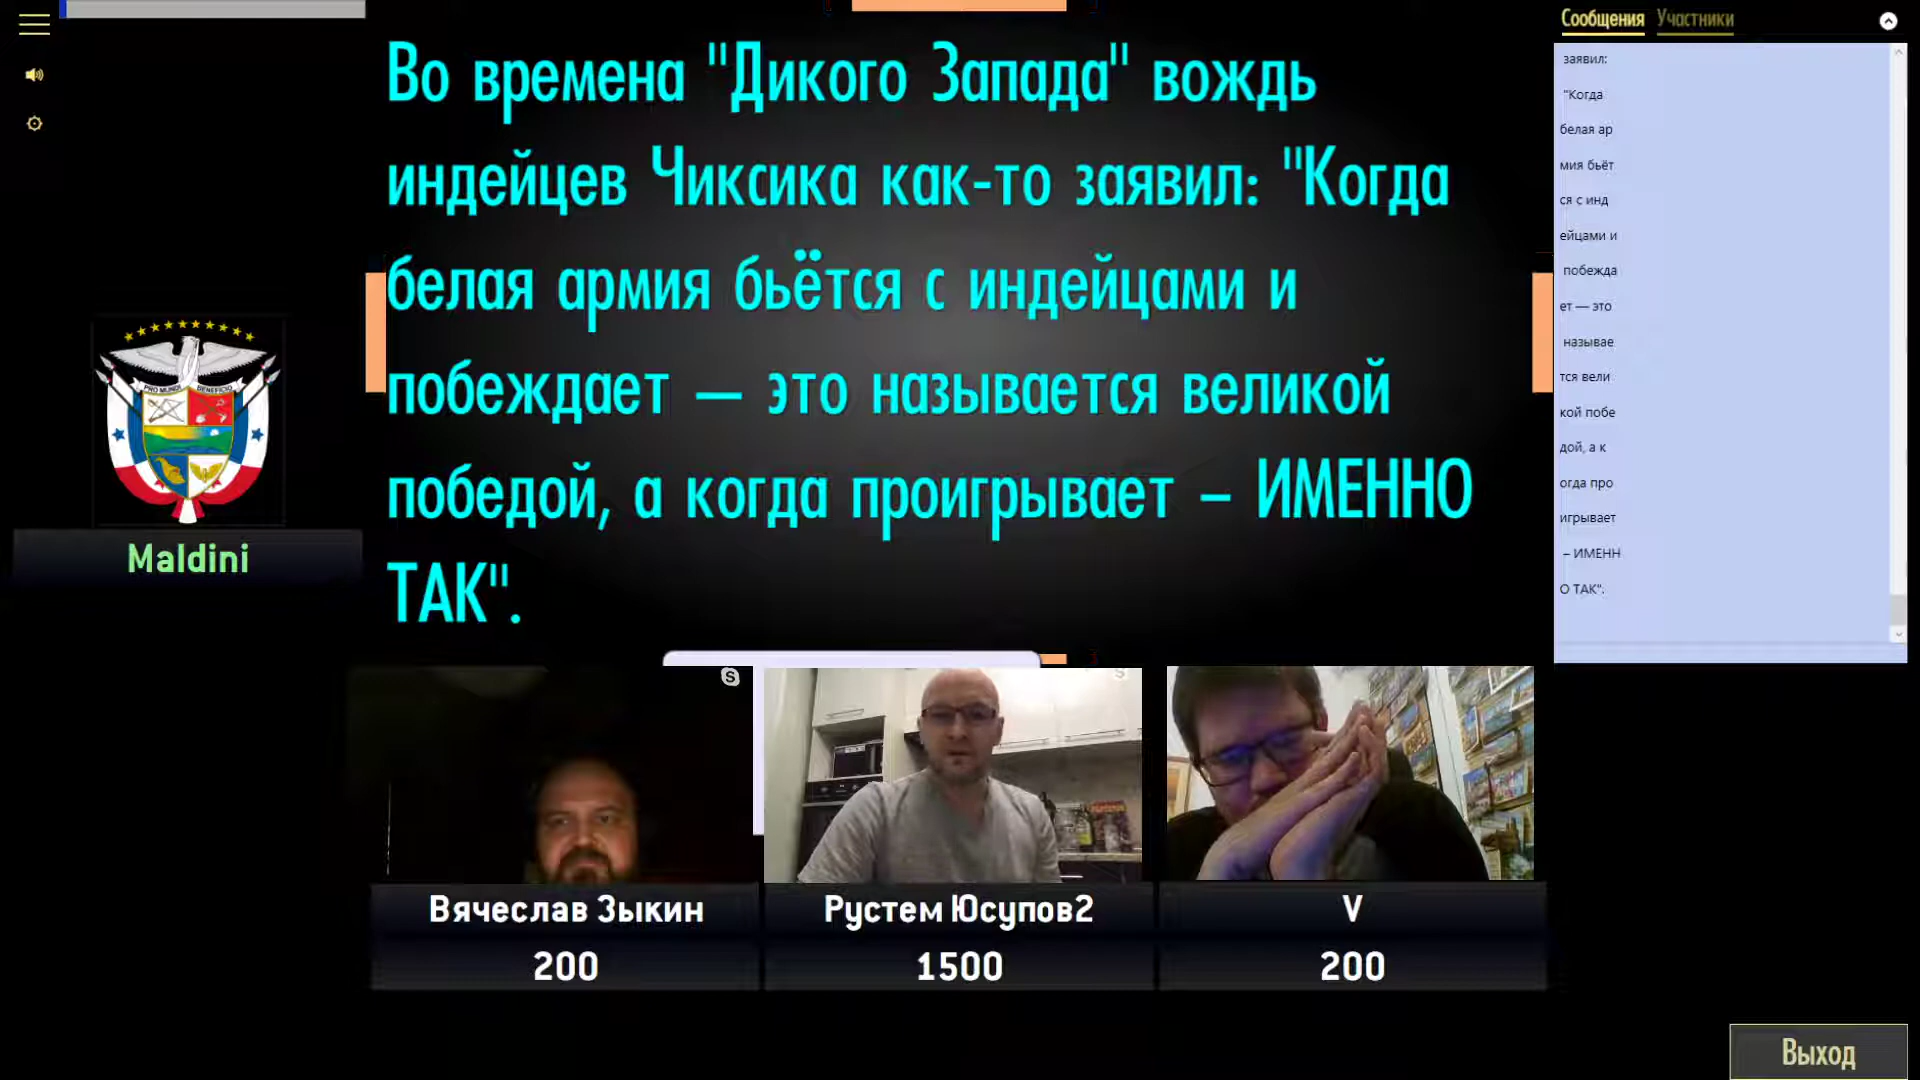 Во времена "Дикого Запада" вождь
индейцев Чиксика как-то заявил: "Когда
белая армия бьётся с индейцами и
побеждает — это называется великой
победой, а когда проигрывает – ИМЕННО
ТАК".
Сообщения Участники
заявил:
"Когда
белая ар
мия бьёт
ся с инд
ейцами и
побежда
ет — это
называе
тся вели
кой побе
дой, а к
огда про
игрывает
– ИМЕНН
О ТАК".
PRO MUNDI BENEFICIO
Maldini
Вячеслав Зыкин
200
Рустем Юсупов2
1500
V
200
Выход